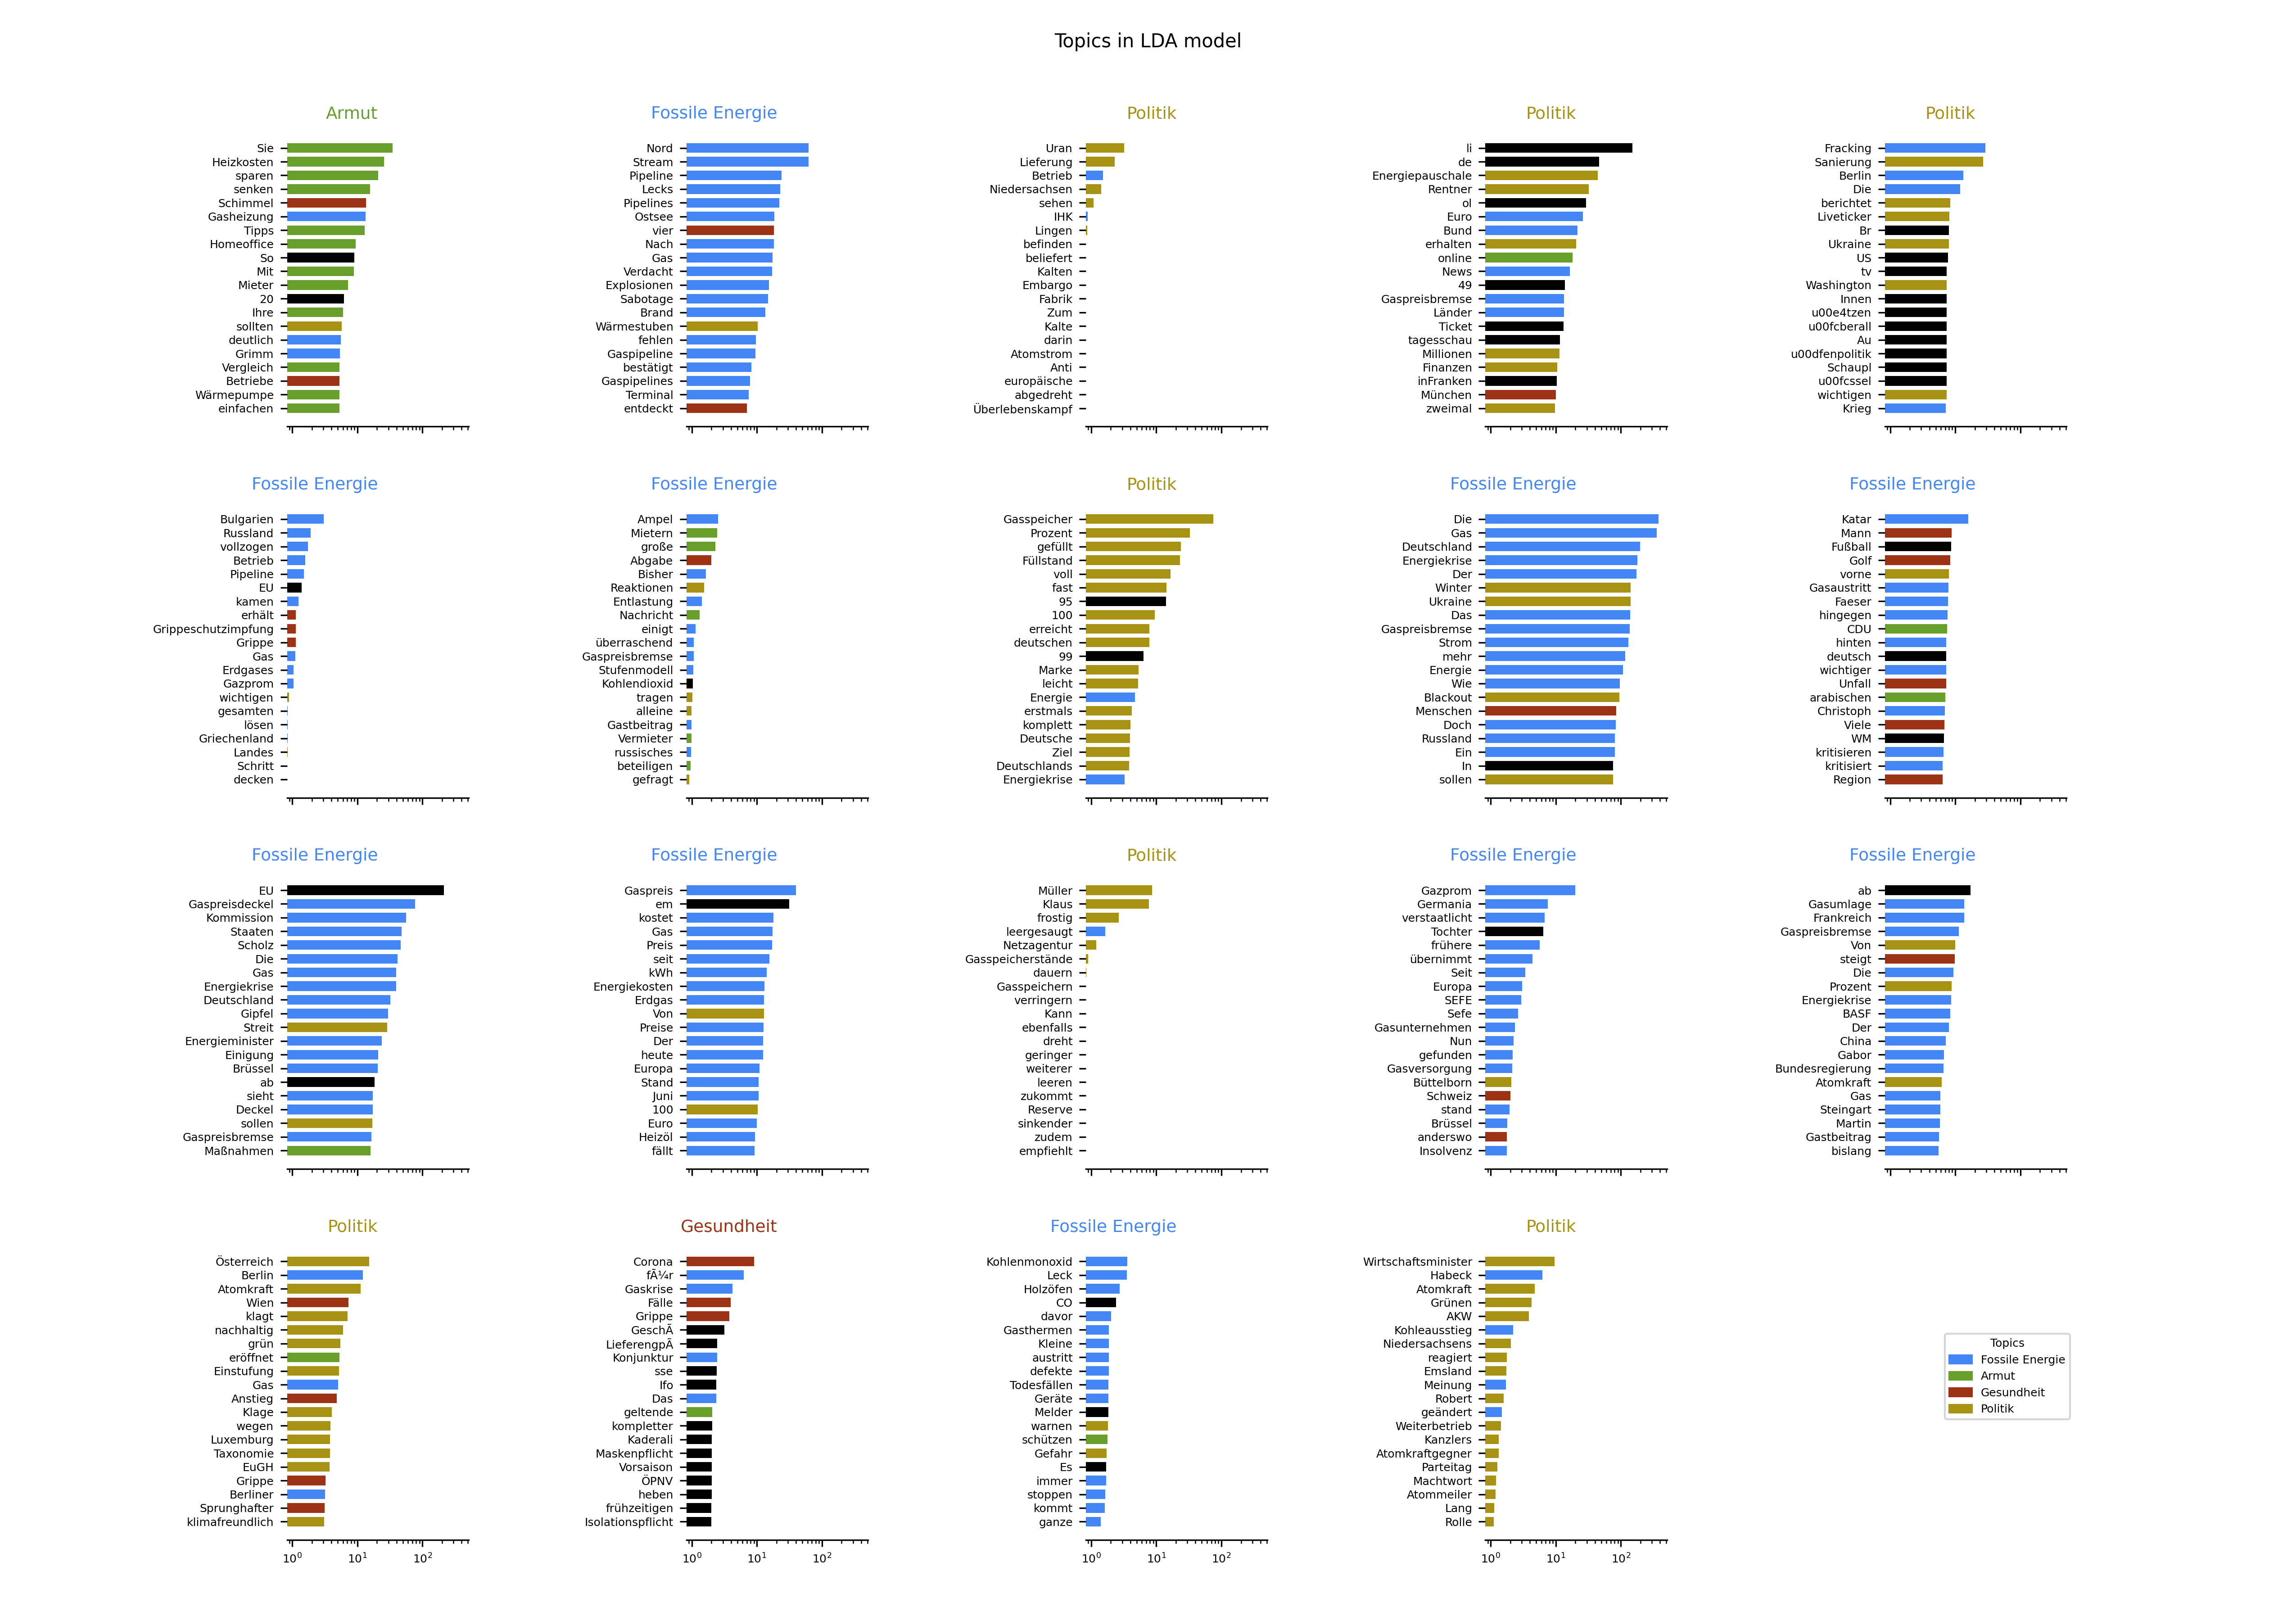 Topics in LDA model
Armut
Sie
Heizkosten
sparen
senken
Schimmel
Gasheizung
Tipps
Homeoffice
So
Mit
Mieter
20
Ihre
sollten
deutlich
Grimm
Vergleich
Betriebe
Wärmepumpe
einfachen
Fossile Energie
Nord
Stream
Pipeline
Lecks
Pipelines
Ostsee
vier
Nach
Gas
Verdacht
Explosionen
Sabotage
Brand
Wärmestuben
fehlen
Gaspipeline
bestätigt
Gaspipelines
Terminal
entdeckt
Politik
Uran
Lieferung
Betrieb
Niedersachsen
sehen
IHK
Lingen
befinden
beliefert
Kalten
Embargo
Fabrik
Zum
Kalte
darin
Atomstrom
Anti
europäische
abgedreht
Überlebenskampf
Politik
li
de
Energiepauschale
Rentner
ol
Euro
Bund
erhalten
online
News
49
Gaspreisbremse
Länder
Ticket
tagesschau
Millionen
Finanzen
inFranken
München
zweimal
Politik
Fracking
Sanierung
Berlin
Die
berichtet
Liveticker
Br
Ukraine
US
tv
Washington
Innen
u00e4tzen
u00fcberall
Au
u00dfenpolitik
Schaupl
u00fcssel
wichtigen
Krieg
Fossile Energie
Bulgarien
Russland
vollzogen
Betrieb
Pipeline
EU
kamen
erhält
Grippeschutzimpfung
Grippe
Gas
Erdgases
Gazprom
wichtigen
gesamten
lösen
Griechenland
Landes
Schritt
decken
Fossile Energie
Ampel
Mietern
große
Abgabe
Bisher
Reaktionen
Entlastung
Nachricht
einigt
überraschend
Gaspreisbremse
Stufenmodell
Kohlendioxid
tragen
alleine
Gastbeitrag
Vermieter
russisches
beteiligen
gefragt
Politik
Gasspeicher
Prozent
gefüllt
Füllstand
voll
fast
95
100
erreicht
deutschen
99
Marke
leicht
Energie
erstmals
komplett
Deutsche
Ziel
Deutschlands
Energiekrise
Fossile Energie
Die
Gas
Deutschland
Energiekrise
Der
Winter
Ukraine
Das
Gaspreisbremse
Strom
mehr
Energie
Wie
Blackout
Menschen
Doch
Russland
Ein
In
sollen
Fossile Energie
Katar
Mann
Fußball
Golf
vorne
Gasaustritt
Faeser
hingegen
CDU
hinten
deutsch
wichtiger
Unfall
arabischen
Christoph
Viele
WM
kritisieren
kritisiert
Region
Fossile Energie
EU
Gaspreisdeckel
Kommission
Staaten
Scholz
Die
Gas
Energiekrise
Deutschland
Gipfel
Streit
Energieminister
Einigung
Brüssel
ab
sieht
Deckel
sollen
Gaspreisbremse
Maßnahmen
Fossile Energie
Gaspreis
em
kostet
Gas
Preis
seit
kWh
Energiekosten
Erdgas
Von
Preise
Der
heute
Europa
Stand
Juni
100
Euro
Heizöl
fällt
Politik
Müller
Klaus
frostig
leergesaugt
Netzagentur
Gasspeicherstände
dauern
Gasspeichern
verringern
Kann
ebenfalls
dreht
geringer
weiterer
leeren
zukommt
Reserve
sinkender
zudem
empfiehlt
Fossile Energie
Gazprom
Germania
verstaatlicht
Tochter
frühere
übernimmt
Seit
Europa
SEFE
Sefe
Gasunternehmen
Nun
gefunden
Gasversorgung
Büttelborn
Schweiz
stand
Brüssel
anderswo
Insolvenz
Fossile Energie
ab
Gasumlage
Frankreich
Gaspreisbremse
Von
steigt
Die
Prozent
Energiekrise
BASF
Der
China
Gabor
Bundesregierung
Atomkraft
Gas
Steingart
Martin
Gastbeitrag
bislang
Politik
Österreich
Berlin
Atomkraft
Wien
klagt
nachhaltig
grün
eröffnet
Einstufung
Gas
Anstieg
Klage
wegen
Luxemburg
Taxonomie
EuGH
Grippe
Berliner
Sprunghafter
klimafreundlich
10⁰ 10¹ 10²
Gesundheit
Corona
fÃ¼r
Gaskrise
Fälle
Grippe
GeschÃ
LieferengpÃ
Konjunktur
sse
Ifo
Das
geltende
kompletter
Kaderali
Maskenpflicht
Vorsaison
ÖPNV
heben
frühzeitigen
Isolationspflicht
10⁰ 10¹ 10²
Fossile Energie
Kohlenmonoxid
Leck
Holzöfen
CO
davor
Gasthermen
Kleine
austritt
defekte
Todesfällen
Geräte
Melder
warnen
schützen
Gefahr
Es
immer
stoppen
kommt
ganze
10⁰ 10¹ 10²
Politik
Wirtschaftsminister
Habeck
Atomkraft
Grünen
AKW
Kohleausstieg
Niedersachsens
reagiert
Emsland
Meinung
Robert
geändert
Weiterbetrieb
Kanzlers
Atomkraftgegner
Parteitag
Machtwort
Atommeiler
Lang
Rolle
10⁰ 10¹ 10²
Topics
Fossile Energie
Armut
Gesundheit
Politik